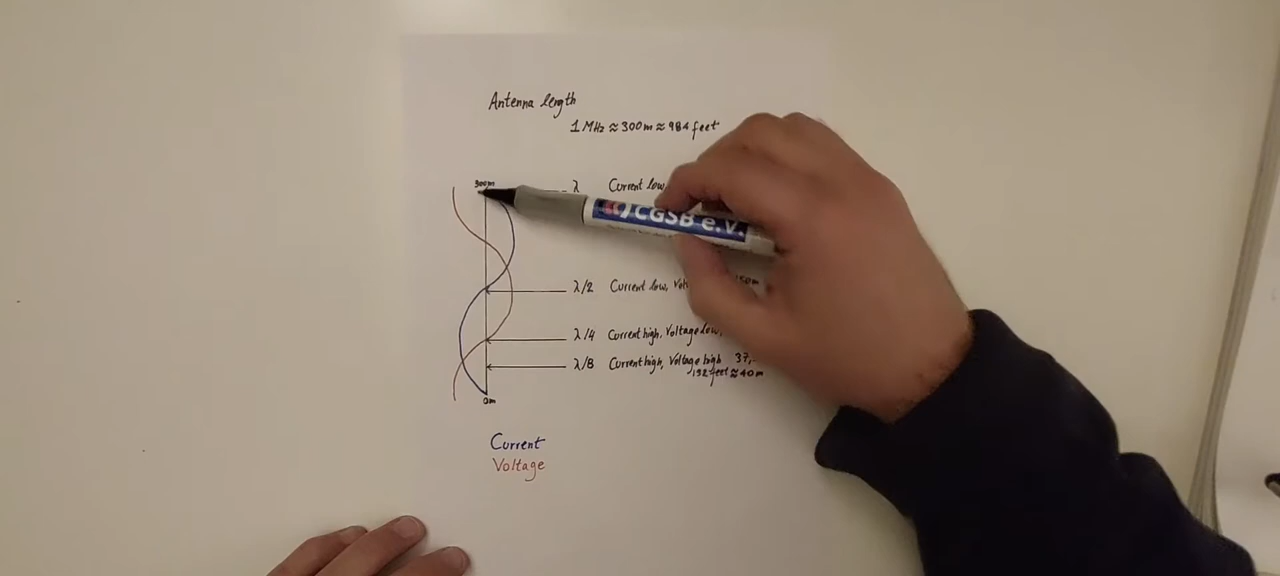 Antenna length
1 MHz ≈ 300m ≈ 984 feet
300m
λ Current low
CGSB e.V.
λ/2 Current low,
λ/4 Current high, Voltage low,
λ/8 Current high, Voltage high 37,
132 feet ≈ 40m
0m
Current
Voltage